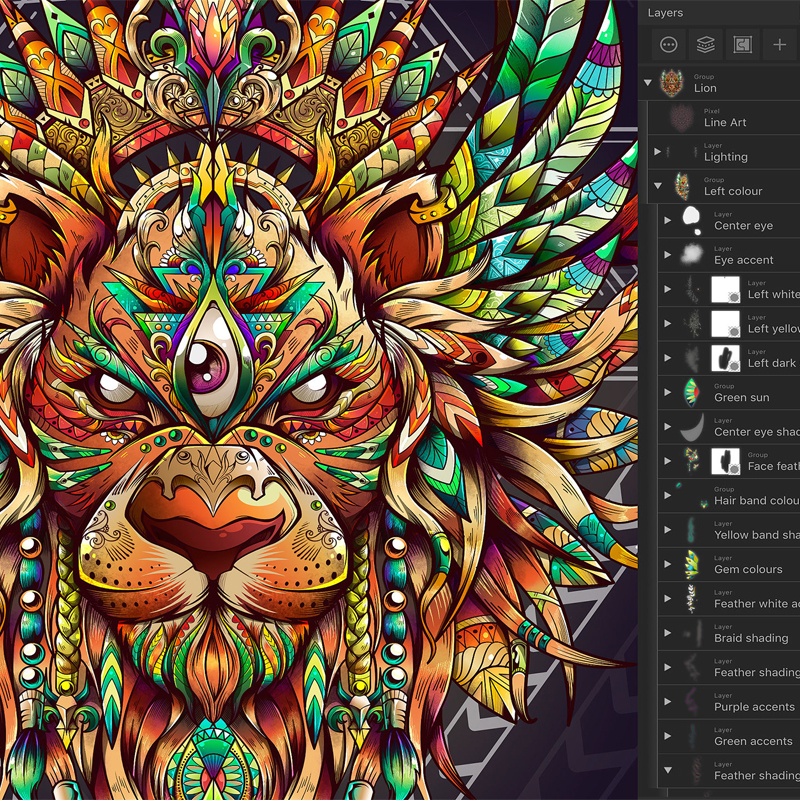 Layers
Group
Lion
Pixel
Line Art
Layer
Lighting
Group
Left colour
Layer
Center eye
Layer
Eye accent
Layer
Left white
Layer
Left yellow
Layer
Left dark
Group
Green sun
Layer
Center eye shad
Group
Face feath
Group
Hair band colou
Layer
Yellow band sha
Layer
Gem colours
Layer
Feather white ac
Layer
Braid shading
Layer
Feather shading
Layer
Purple accents
Layer
Green accents
Layer
Feather shading